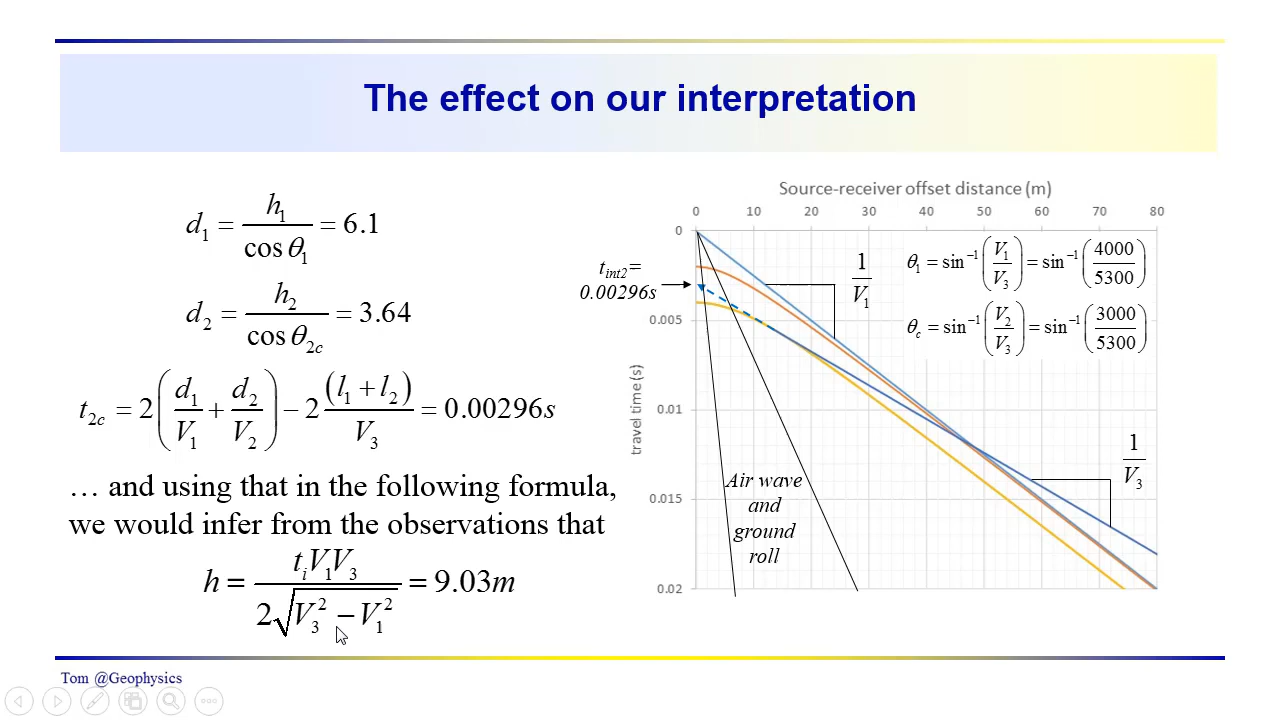 The effect on our interpretation
d₁ = h₁ / cos θ₁ = 6.1
d₂ = h₂ / cos θ₂c = 3.64
t₂c = 2(d₁/V₁ + d₂/V₂) − 2(l₁ + l₂)/V₃ = 0.00296s
… and using that in the following formula,
we would infer from the observations that
h = tᵢV₁V₃ / 2√(V₃² − V₁²) = 9.03m
Source-receiver offset distance (m)
0 10 20 30 40 50 60 70 80
0
0.005
0.01
0.015
0.02
travel time (s)
t_int2=
0.00296s
1/V₁
θ₁ = sin⁻¹(V₁/V₃) = sin⁻¹(4000/5300)
θc = sin⁻¹(V₂/V₃) = sin⁻¹(3000/5300)
1/V₃
Air wave
and
ground
roll
Tom @Geophysics